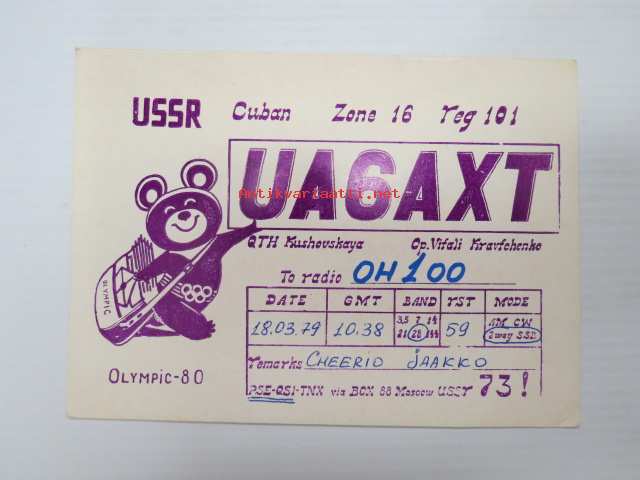 USSR Cuban Zone 16 reg 101
UA6AXT
Antikvariaatti.net
QTH Kushovskaya Op. Vitali Kravtchenko
To radio OH1OO
DATE GMT BAND RST MODE
18.03.79 10.38 3,5 7 14 21 28 144 59 AM CW 2way SSB
remarks CHEERIO JAAKKO
PSE-QSL-TNX via BOX 88 Moscow USSR 73!
OLYMPIC
OLYMPIC-80